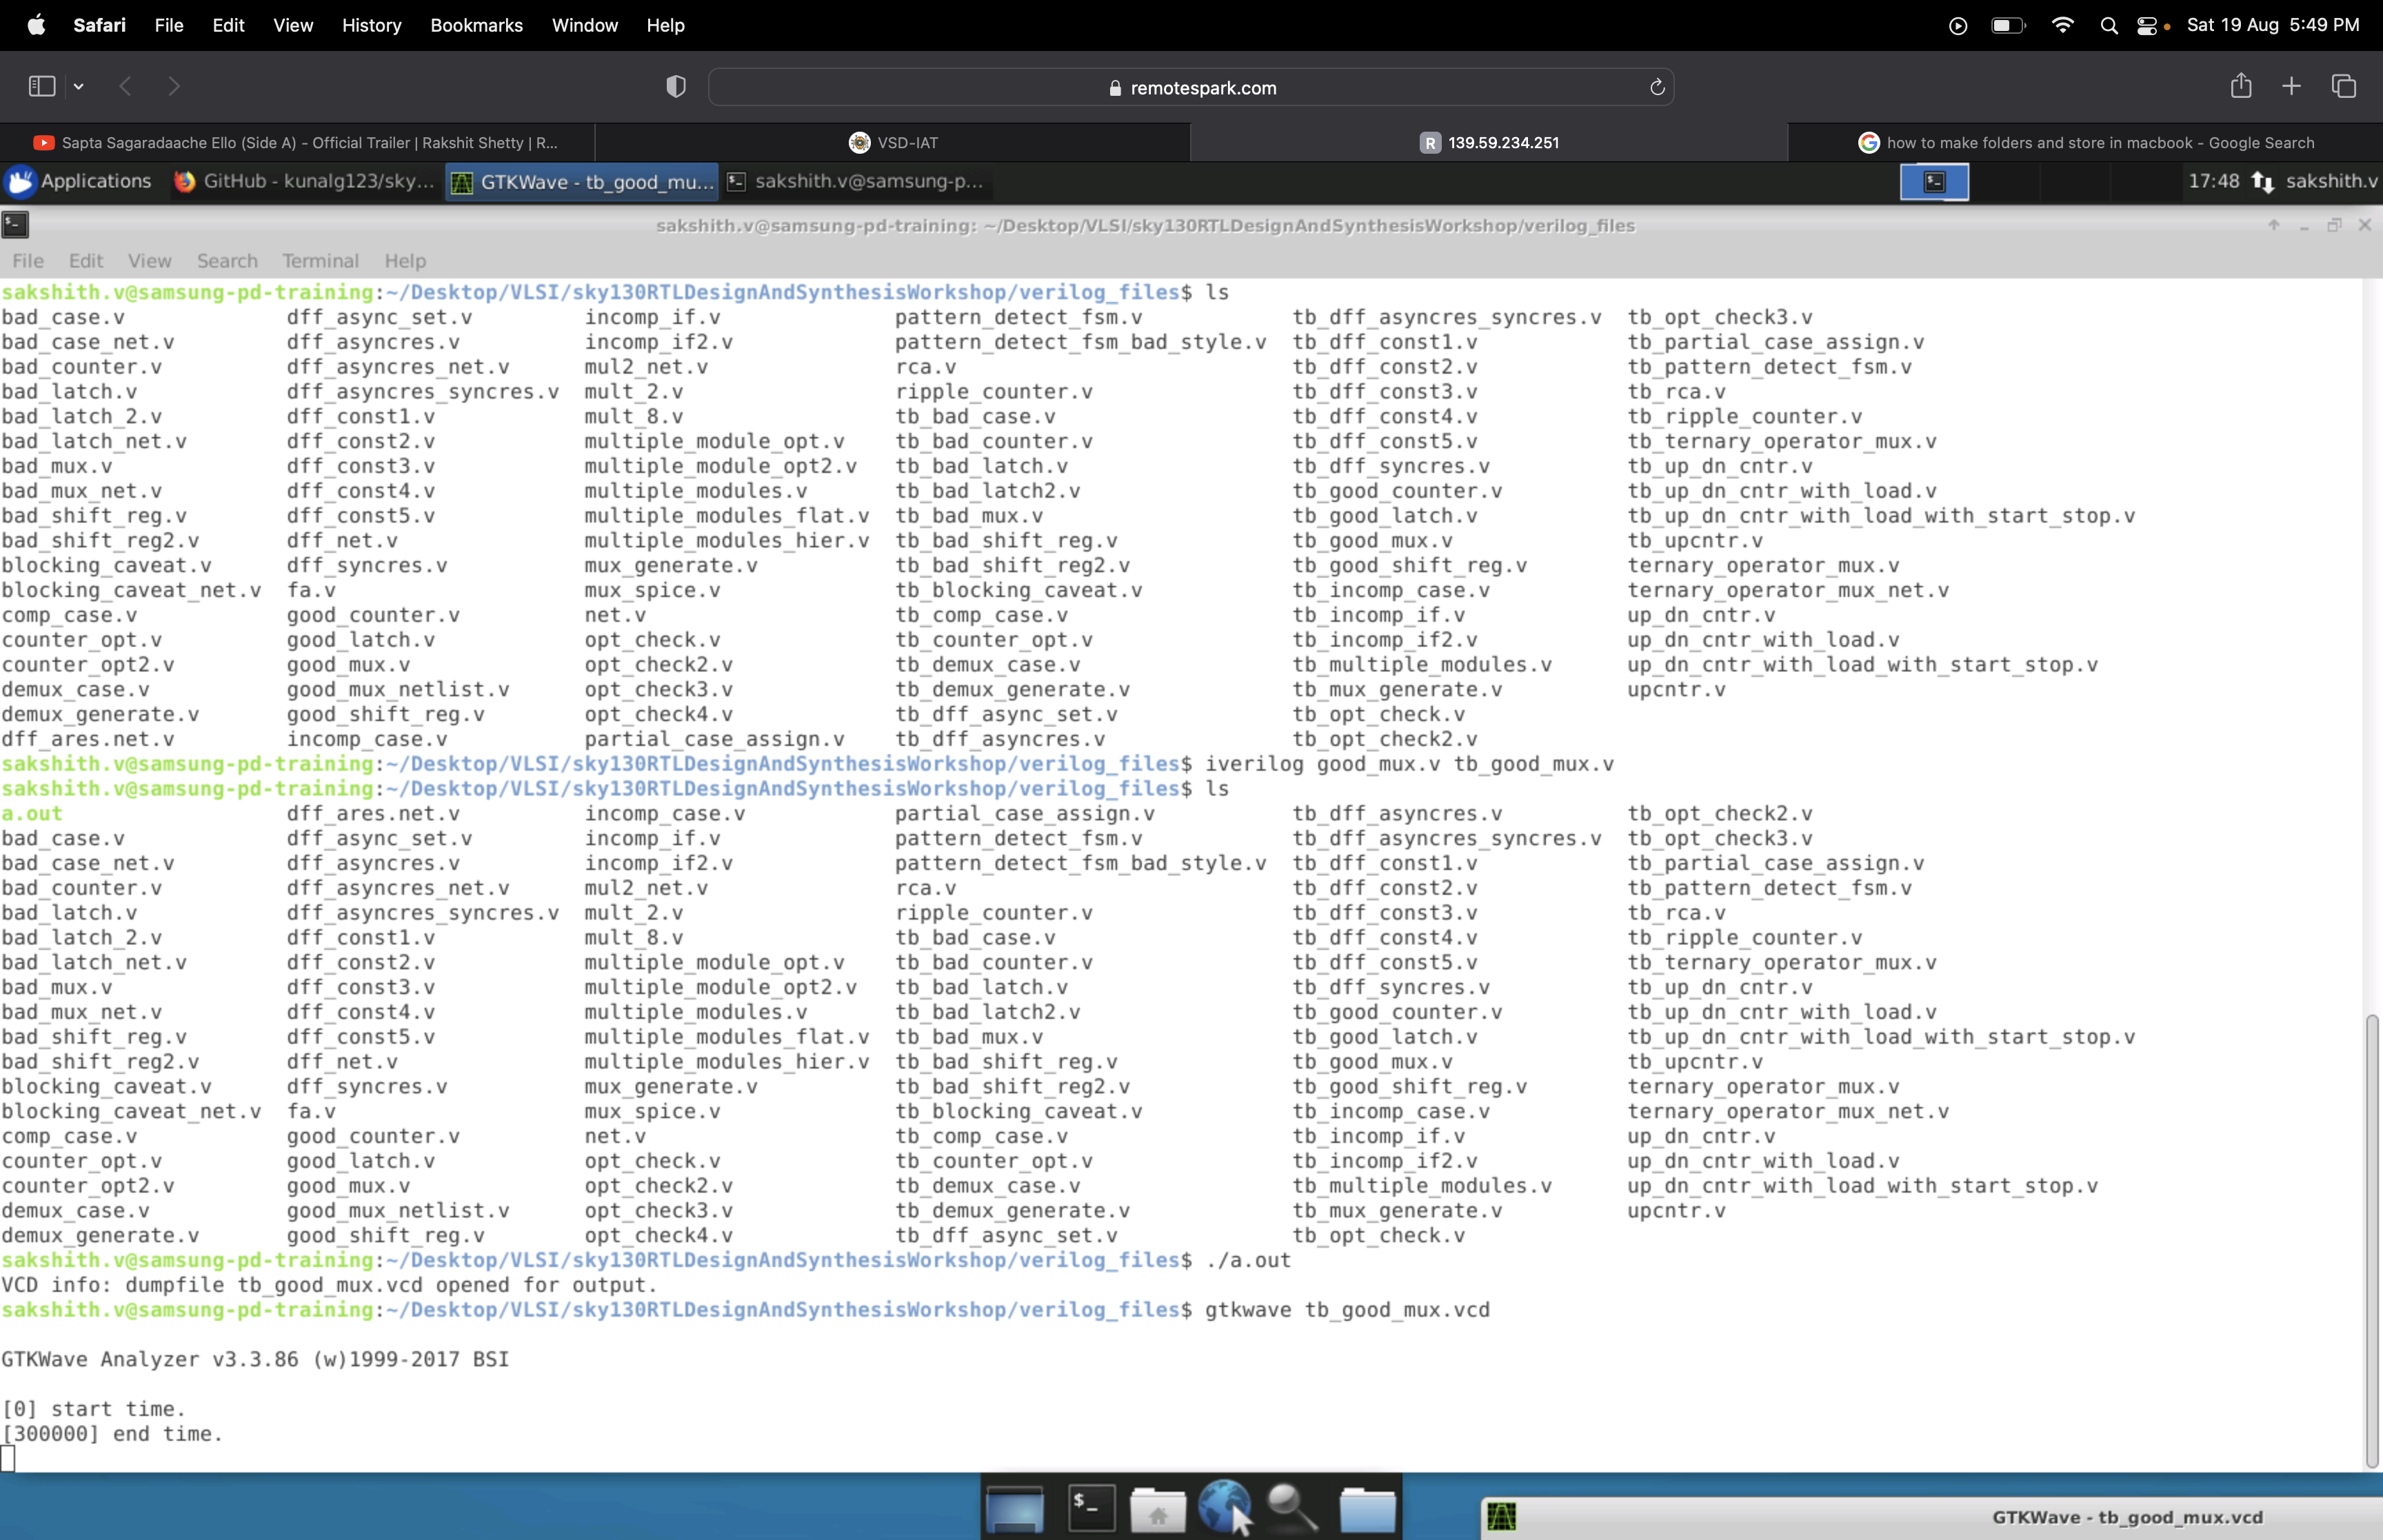 Safari File Edit View History Bookmarks Window Help Sat 19 Aug 5:49 PM
remotespark.com
Sapta Sagaradaache Ello (Side A) - Official Trailer | Rakshit Shetty | R... VSD-IAT R 139.59.234.251 how to make folders and store in macbook - Google Search
Applications GitHub - kunalg123/sky... GTKWave - tb_good_mu... sakshith.v@samsung-p... 17:48 sakshith.v
sakshith.v@samsung-pd-training: ~/Desktop/VLSI/sky130RTLDesignAndSynthesisWorkshop/verilog_files
File Edit View Search Terminal Help
sakshith.v@samsung-pd-training:~/Desktop/VLSI/sky130RTLDesignAndSynthesisWorkshop/verilog_files$ ls
bad_case.v dff_async_set.v incomp_if.v pattern_detect_fsm.v tb_dff_asyncres_syncres.v tb_opt_check3.v
bad_case_net.v dff_asyncres.v incomp_if2.v pattern_detect_fsm_bad_style.v tb_dff_const1.v tb_partial_case_assign.v
bad_counter.v dff_asyncres_net.v mul2_net.v rca.v tb_dff_const2.v tb_pattern_detect_fsm.v
bad_latch.v dff_asyncres_syncres.v mult_2.v ripple_counter.v tb_dff_const3.v tb_rca.v
bad_latch_2.v dff_const1.v mult_8.v tb_bad_case.v tb_dff_const4.v tb_ripple_counter.v
bad_latch_net.v dff_const2.v multiple_module_opt.v tb_bad_counter.v tb_dff_const5.v tb_ternary_operator_mux.v
bad_mux.v dff_const3.v multiple_module_opt2.v tb_bad_latch.v tb_dff_syncres.v tb_up_dn_cntr.v
bad_mux_net.v dff_const4.v multiple_modules.v tb_bad_latch2.v tb_good_counter.v tb_up_dn_cntr_with_load.v
bad_shift_reg.v dff_const5.v multiple_modules_flat.v tb_bad_mux.v tb_good_latch.v tb_up_dn_cntr_with_load_with_start_stop.v
bad_shift_reg2.v dff_net.v multiple_modules_hier.v tb_bad_shift_reg.v tb_good_mux.v tb_upcntr.v
blocking_caveat.v dff_syncres.v mux_generate.v tb_bad_shift_reg2.v tb_good_shift_reg.v ternary_operator_mux.v
blocking_caveat_net.v fa.v mux_spice.v tb_blocking_caveat.v tb_incomp_case.v ternary_operator_mux_net.v
comp_case.v good_counter.v net.v tb_comp_case.v tb_incomp_if.v up_dn_cntr.v
counter_opt.v good_latch.v opt_check.v tb_counter_opt.v tb_incomp_if2.v up_dn_cntr_with_load.v
counter_opt2.v good_mux.v opt_check2.v tb_demux_case.v tb_multiple_modules.v up_dn_cntr_with_load_with_start_stop.v
demux_case.v good_mux_netlist.v opt_check3.v tb_demux_generate.v tb_mux_generate.v upcntr.v
demux_generate.v good_shift_reg.v opt_check4.v tb_dff_async_set.v tb_opt_check.v
dff_ares.net.v incomp_case.v partial_case_assign.v tb_dff_asyncres.v tb_opt_check2.v
sakshith.v@samsung-pd-training:~/Desktop/VLSI/sky130RTLDesignAndSynthesisWorkshop/verilog_files$ iverilog good_mux.v tb_good_mux.v
sakshith.v@samsung-pd-training:~/Desktop/VLSI/sky130RTLDesignAndSynthesisWorkshop/verilog_files$ ls
a.out dff_ares.net.v incomp_case.v partial_case_assign.v tb_dff_asyncres.v tb_opt_check2.v
bad_case.v dff_async_set.v incomp_if.v pattern_detect_fsm.v tb_dff_asyncres_syncres.v tb_opt_check3.v
bad_case_net.v dff_asyncres.v incomp_if2.v pattern_detect_fsm_bad_style.v tb_dff_const1.v tb_partial_case_assign.v
bad_counter.v dff_asyncres_net.v mul2_net.v rca.v tb_dff_const2.v tb_pattern_detect_fsm.v
bad_latch.v dff_asyncres_syncres.v mult_2.v ripple_counter.v tb_dff_const3.v tb_rca.v
bad_latch_2.v dff_const1.v mult_8.v tb_bad_case.v tb_dff_const4.v tb_ripple_counter.v
bad_latch_net.v dff_const2.v multiple_module_opt.v tb_bad_counter.v tb_dff_const5.v tb_ternary_operator_mux.v
bad_mux.v dff_const3.v multiple_module_opt2.v tb_bad_latch.v tb_dff_syncres.v tb_up_dn_cntr.v
bad_mux_net.v dff_const4.v multiple_modules.v tb_bad_latch2.v tb_good_counter.v tb_up_dn_cntr_with_load.v
bad_shift_reg.v dff_const5.v multiple_modules_flat.v tb_bad_mux.v tb_good_latch.v tb_up_dn_cntr_with_load_with_start_stop.v
bad_shift_reg2.v dff_net.v multiple_modules_hier.v tb_bad_shift_reg.v tb_good_mux.v tb_upcntr.v
blocking_caveat.v dff_syncres.v mux_generate.v tb_bad_shift_reg2.v tb_good_shift_reg.v ternary_operator_mux.v
blocking_caveat_net.v fa.v mux_spice.v tb_blocking_caveat.v tb_incomp_case.v ternary_operator_mux_net.v
comp_case.v good_counter.v net.v tb_comp_case.v tb_incomp_if.v up_dn_cntr.v
counter_opt.v good_latch.v opt_check.v tb_counter_opt.v tb_incomp_if2.v up_dn_cntr_with_load.v
counter_opt2.v good_mux.v opt_check2.v tb_demux_case.v tb_multiple_modules.v up_dn_cntr_with_load_with_start_stop.v
demux_case.v good_mux_netlist.v opt_check3.v tb_demux_generate.v tb_mux_generate.v upcntr.v
demux_generate.v good_shift_reg.v opt_check4.v tb_dff_async_set.v tb_opt_check.v
sakshith.v@samsung-pd-training:~/Desktop/VLSI/sky130RTLDesignAndSynthesisWorkshop/verilog_files$ ./a.out
VCD info: dumpfile tb_good_mux.vcd opened for output.
sakshith.v@samsung-pd-training:~/Desktop/VLSI/sky130RTLDesignAndSynthesisWorkshop/verilog_files$ gtkwave tb_good_mux.vcd
GTKWave Analyzer v3.3.86 (w)1999-2017 BSI
[0] start time.
[300000] end time.
GTKWave - tb_good_mux.vcd